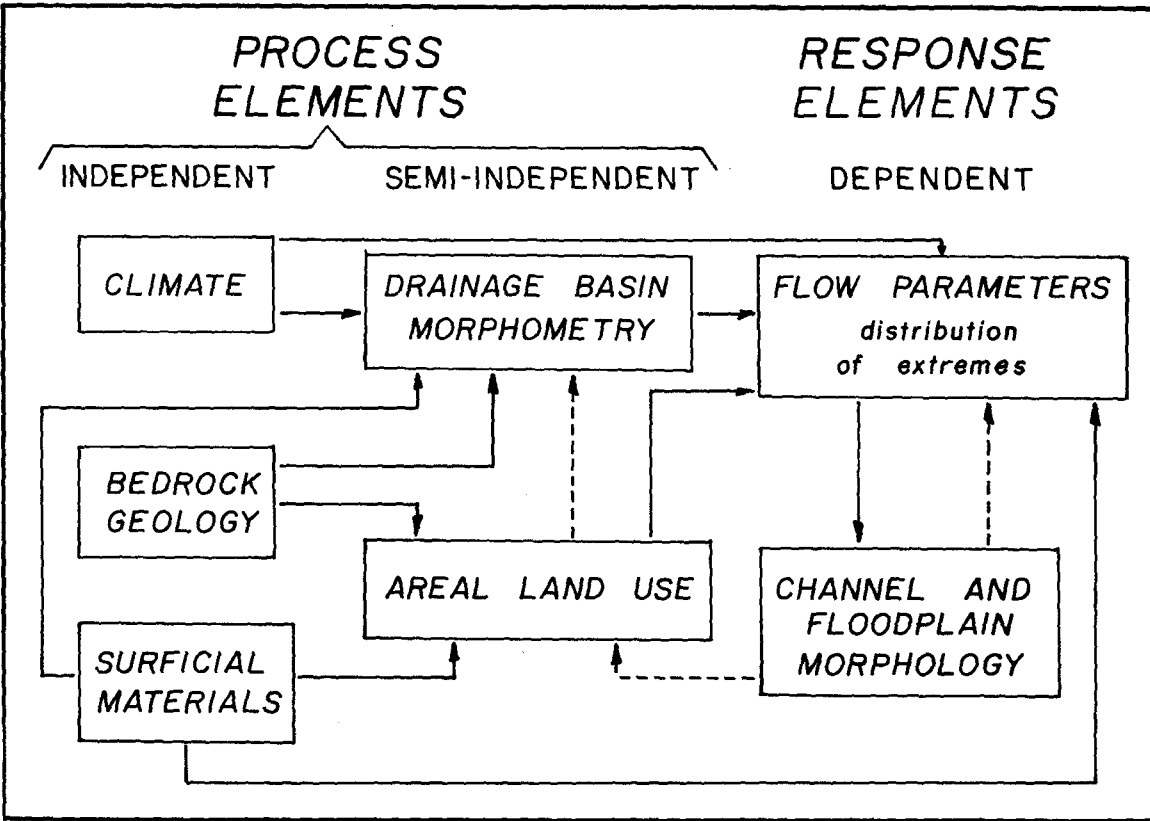 PROCESS
ELEMENTS
RESPONSE
ELEMENTS
INDEPENDENT
SEMI-INDEPENDENT
DEPENDENT
CLIMATE
DRAINAGE BASIN
MORPHOMETRY
FLOW PARAMETERS
distribution
of extremes
BEDROCK
GEOLOGY
AREAL LAND USE
CHANNEL AND
FLOODPLAIN
MORPHOLOGY
SURFICIAL
MATERIALS